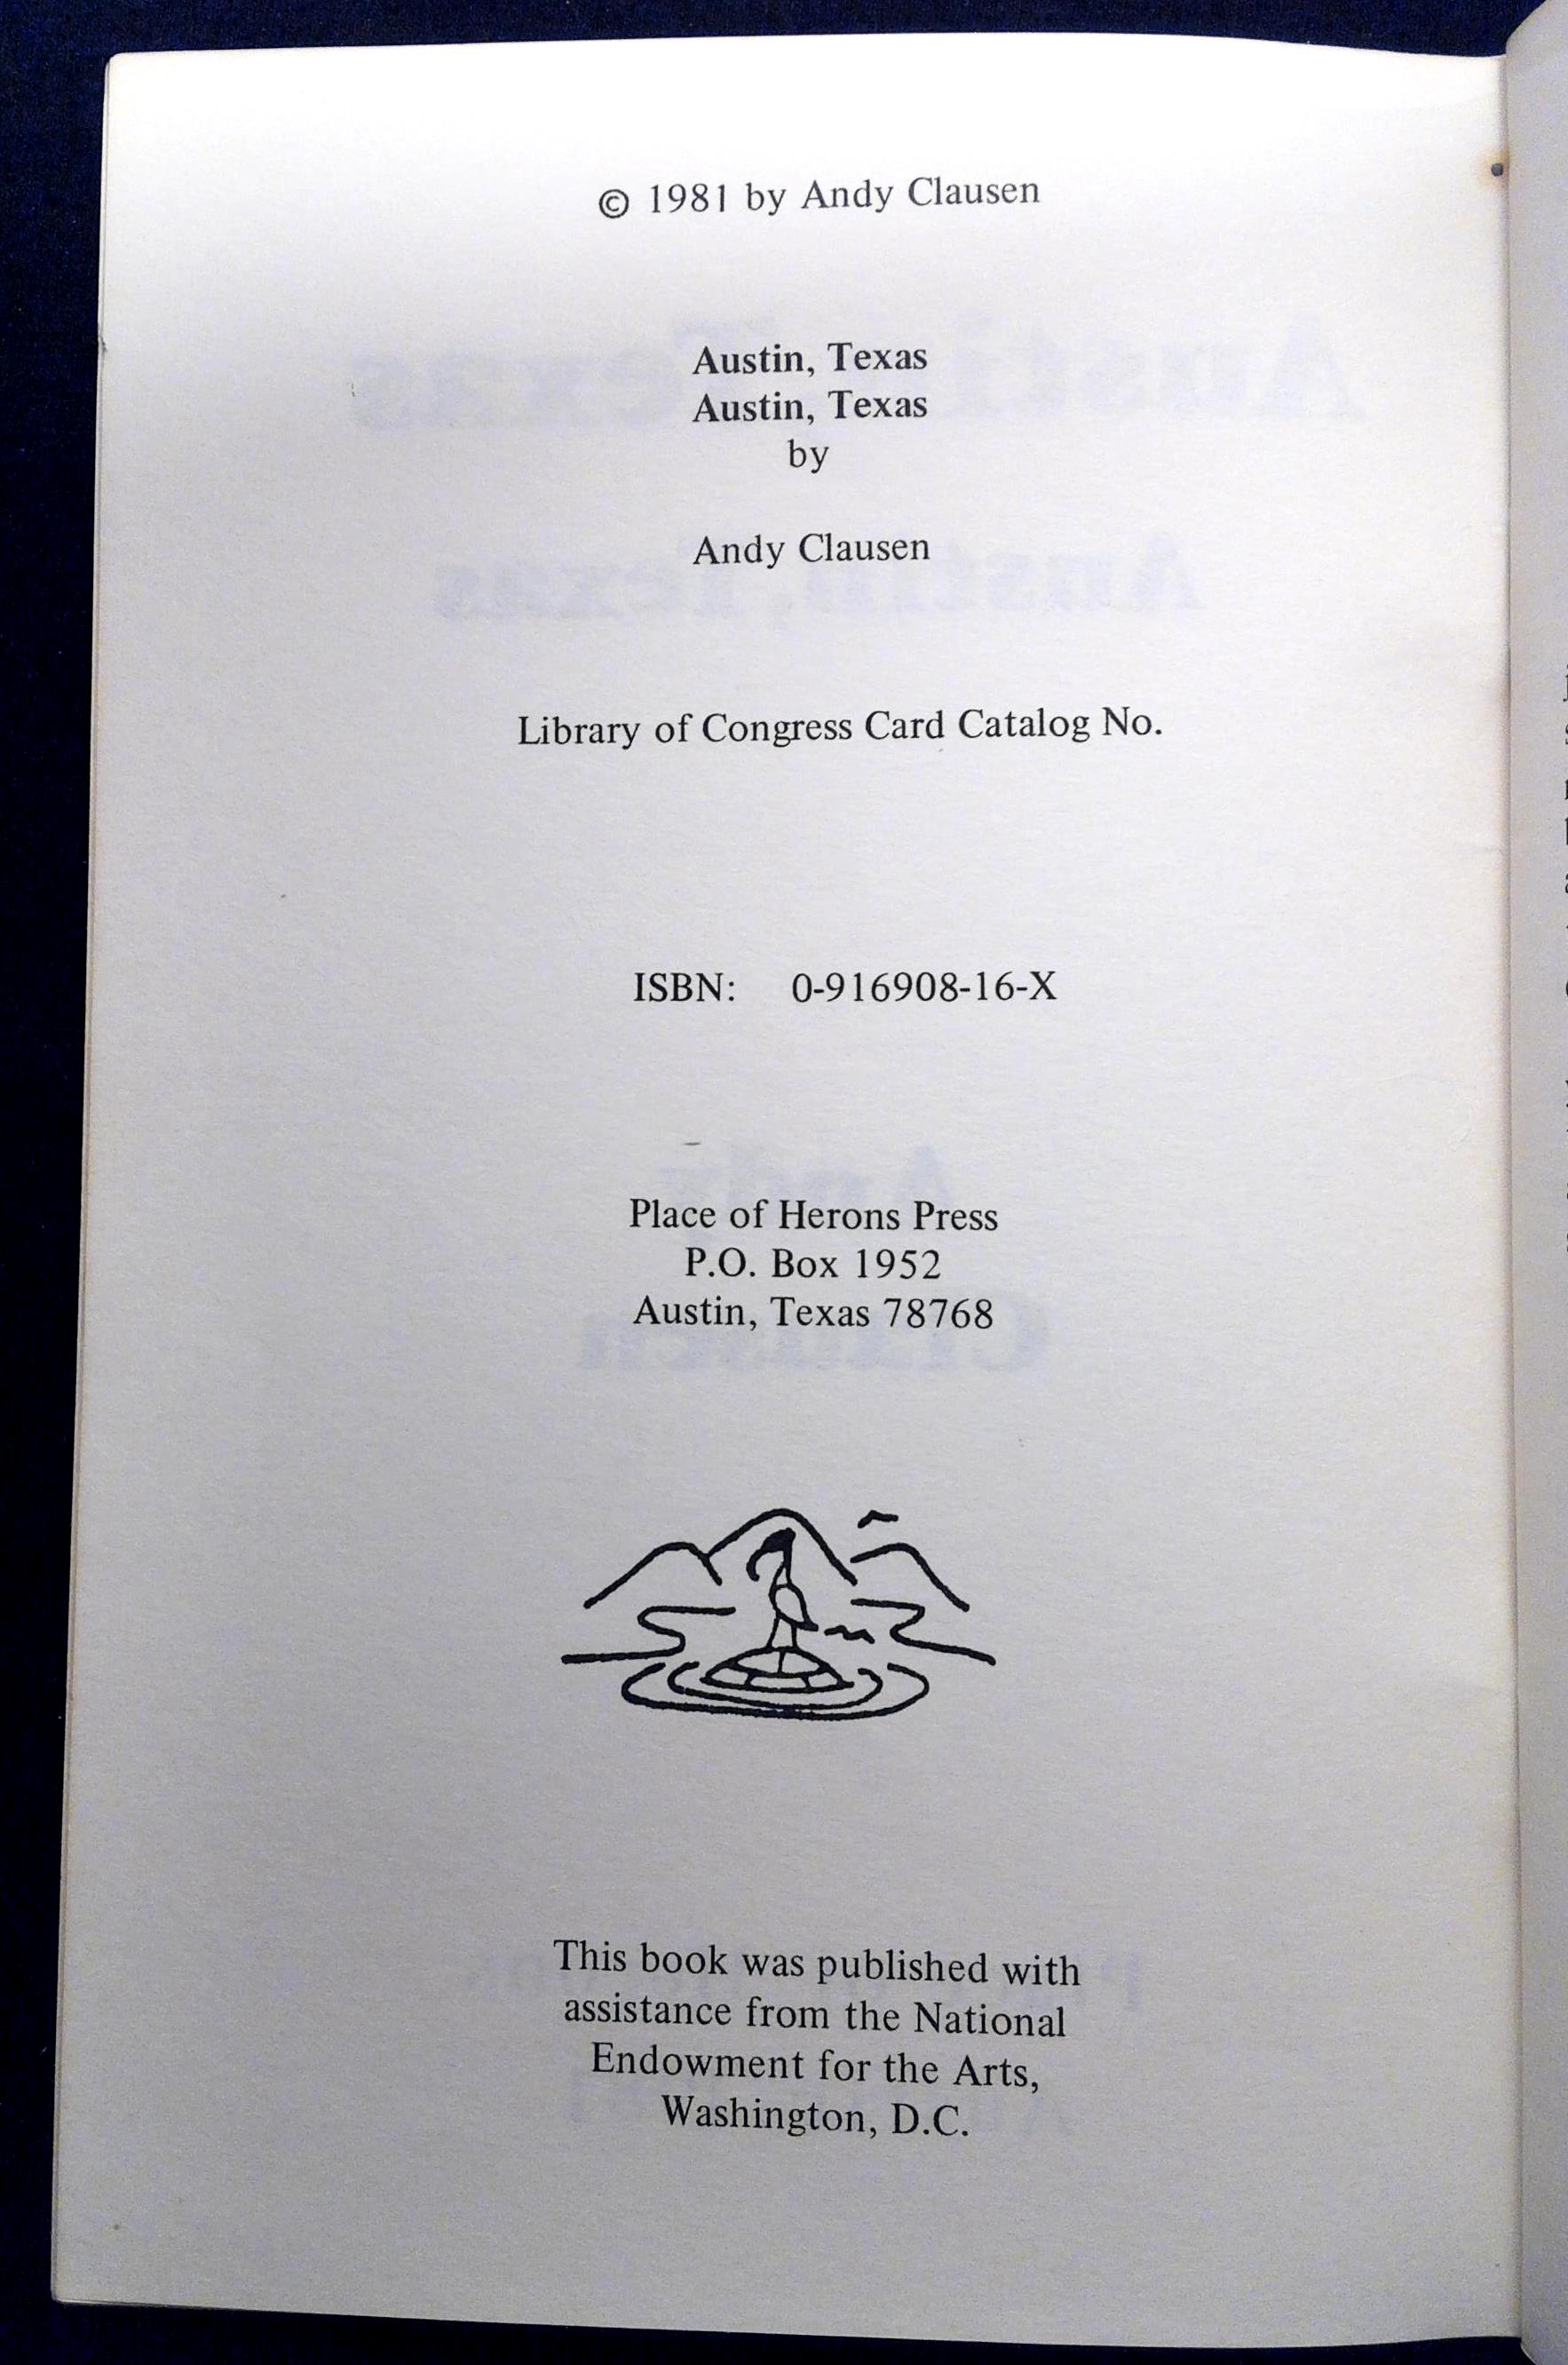 © 1981 by Andy Clausen
Austin, Texas
Austin, Texas
by
Andy Clausen
Library of Congress Card Catalog No.
ISBN: 0-916908-16-X
Place of Herons Press
P.O. Box 1952
Austin, Texas 78768
This book was published with
assistance from the National
Endowment for the Arts,
Washington, D.C.